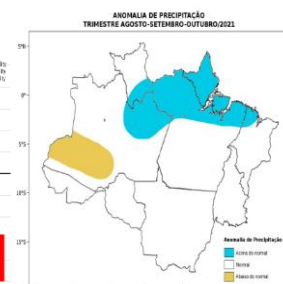 ANOMALIA DE PRECIPITAÇÃO
TRIMESTRE AGOSTO-SETEMBRO-OUTUBRO/2021
5°N
0°
5°S
10°S
15°S
Anomalia de Precipitação
Acima do normal
Normal
Abaixo do normal